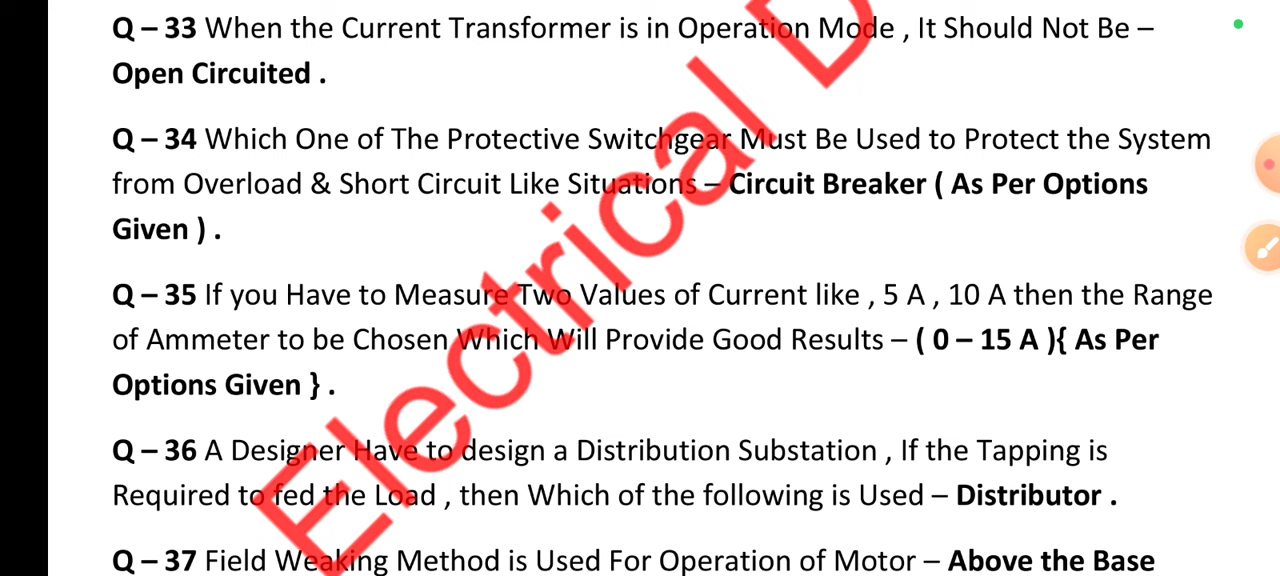 Q – 33 When the Current Transformer is in Operation Mode , It Should Not Be –
Open Circuited .
Q – 34 Which One of The Protective Switchgear Must Be Used to Protect the System
from Overload & Short Circuit Like Situations – Circuit Breaker ( As Per Options
Given ) .
Q – 35 If you Have to Measure Two Values of Current like , 5 A , 10 A then the Range
of Ammeter to be Chosen Which Will Provide Good Results – ( 0 – 15 A ){ As Per
Options Given } .
Q – 36 A Designer Have to design a Distribution Substation , If the Tapping is
Required to fed the Load , then Which of the following is Used – Distributor .
Q – 37 Field Weaking Method is Used For Operation of Motor – Above the Base
Electrical D